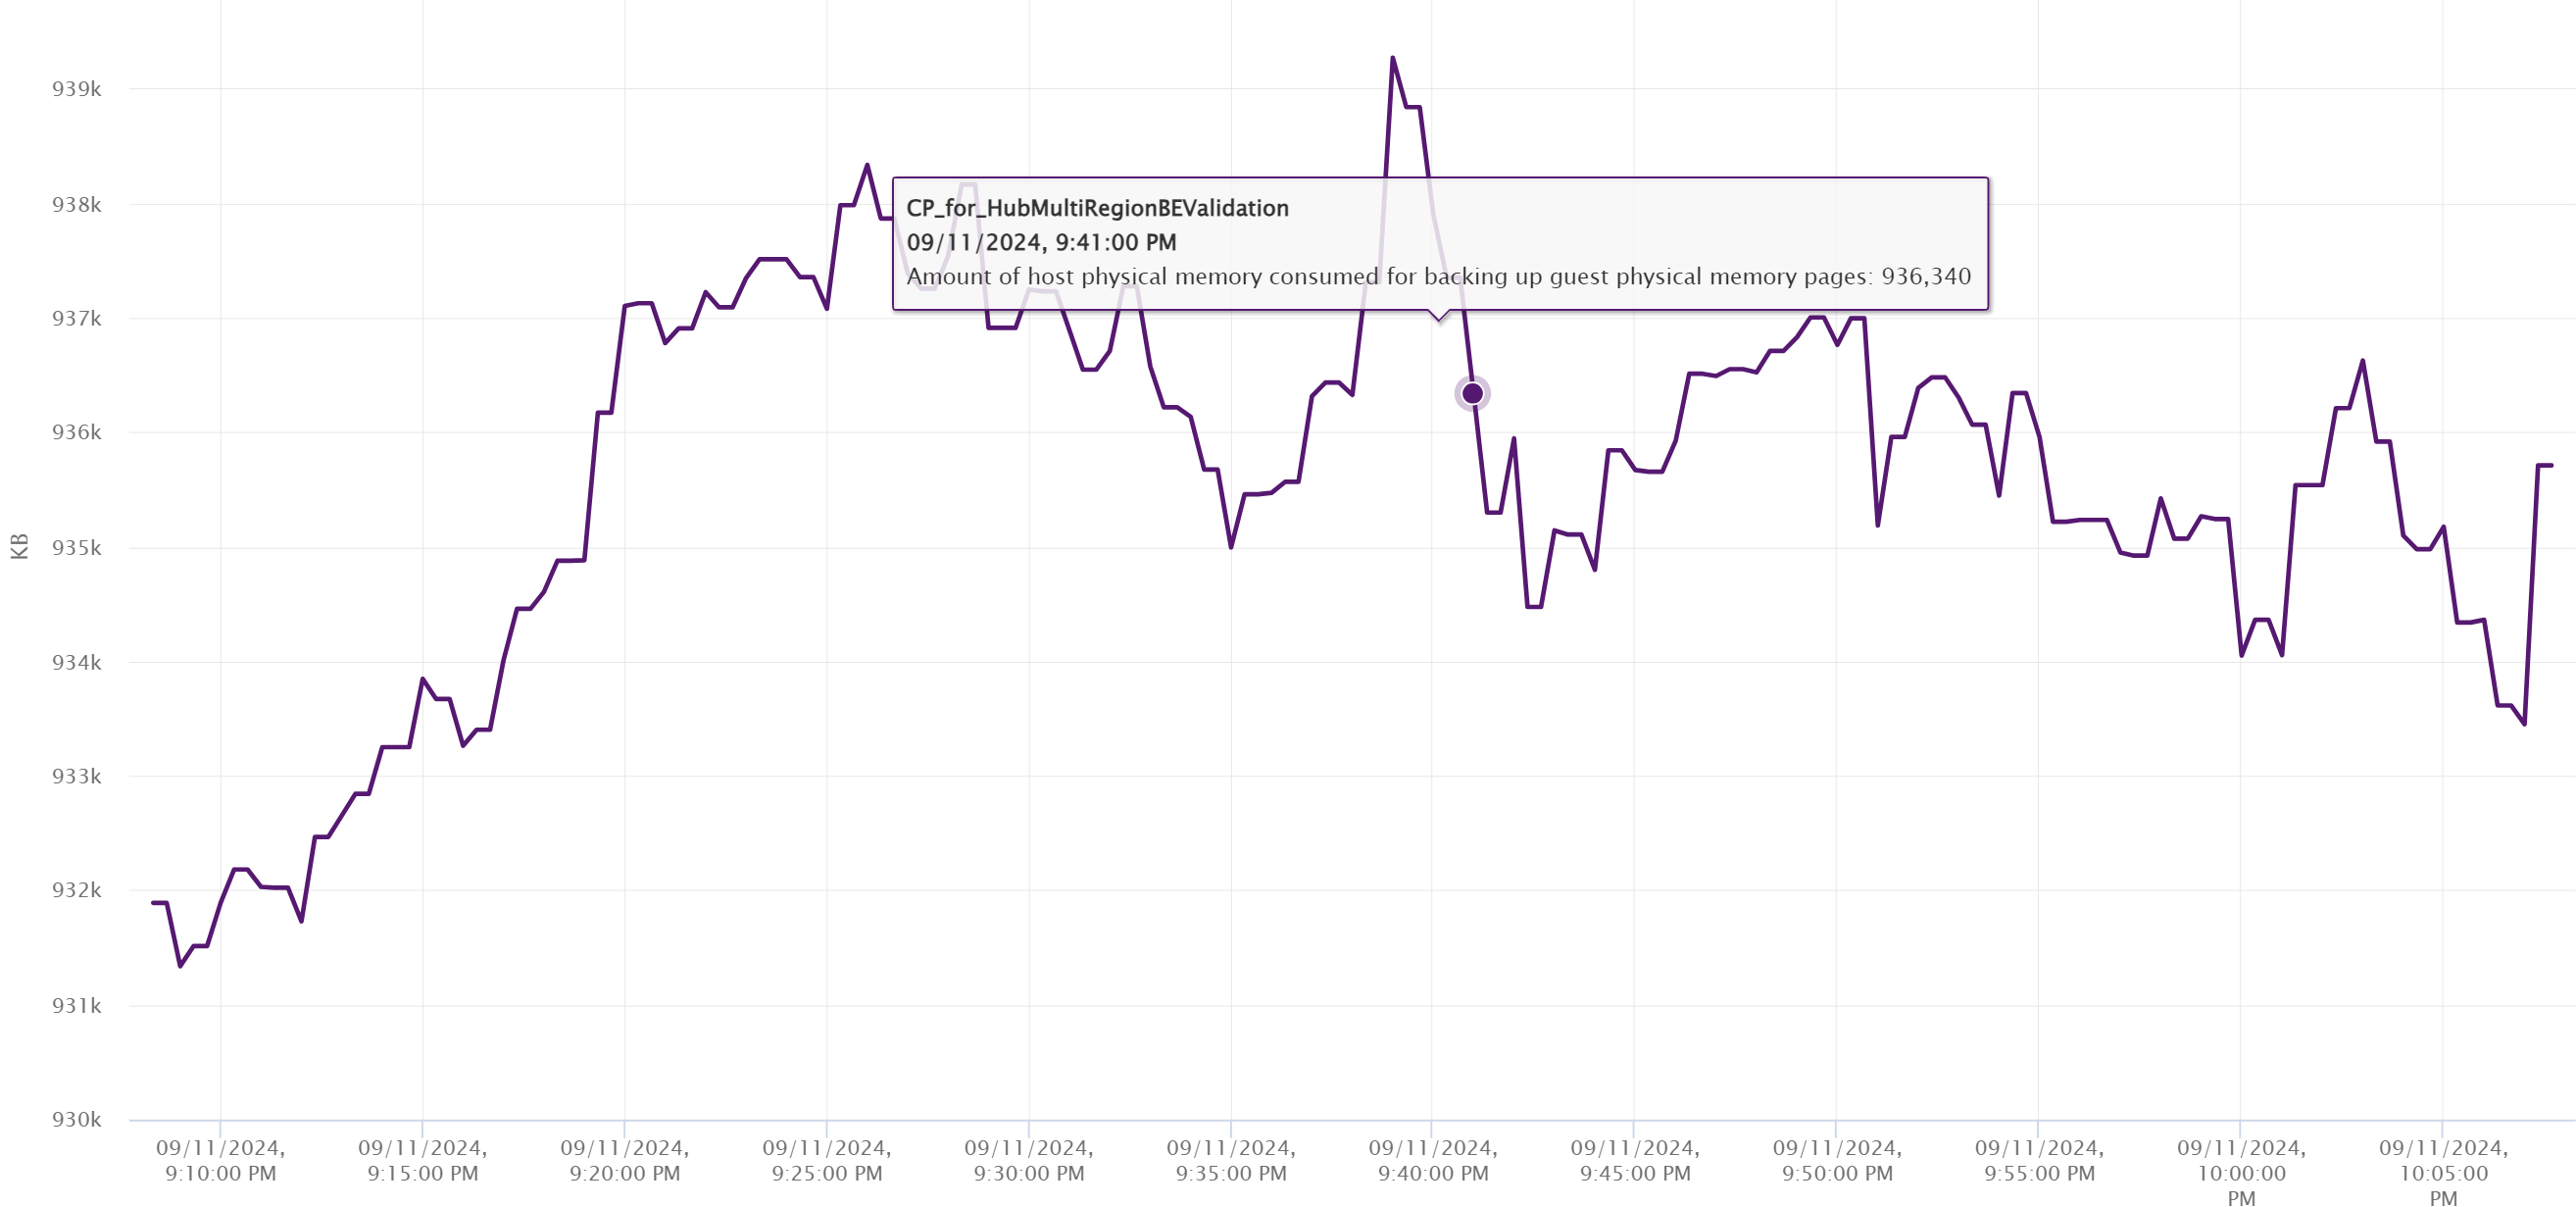 939k
938k
937k
936k
935k
934k
933k
932k
931k
930k
KB
CP_for_HubMultiRegionBEValidation
09/11/2024, 9:41:00 PM
Amount of host physical memory consumed for backing up guest physical memory pages: 936,340
09/11/2024,
9:10:00 PM
09/11/2024,
9:15:00 PM
09/11/2024,
9:20:00 PM
09/11/2024,
9:25:00 PM
09/11/2024,
9:30:00 PM
09/11/2024,
9:35:00 PM
09/11/2024,
9:40:00 PM
09/11/2024,
9:45:00 PM
09/11/2024,
9:50:00 PM
09/11/2024,
9:55:00 PM
09/11/2024,
10:00:00
PM
09/11/2024,
10:05:00
PM